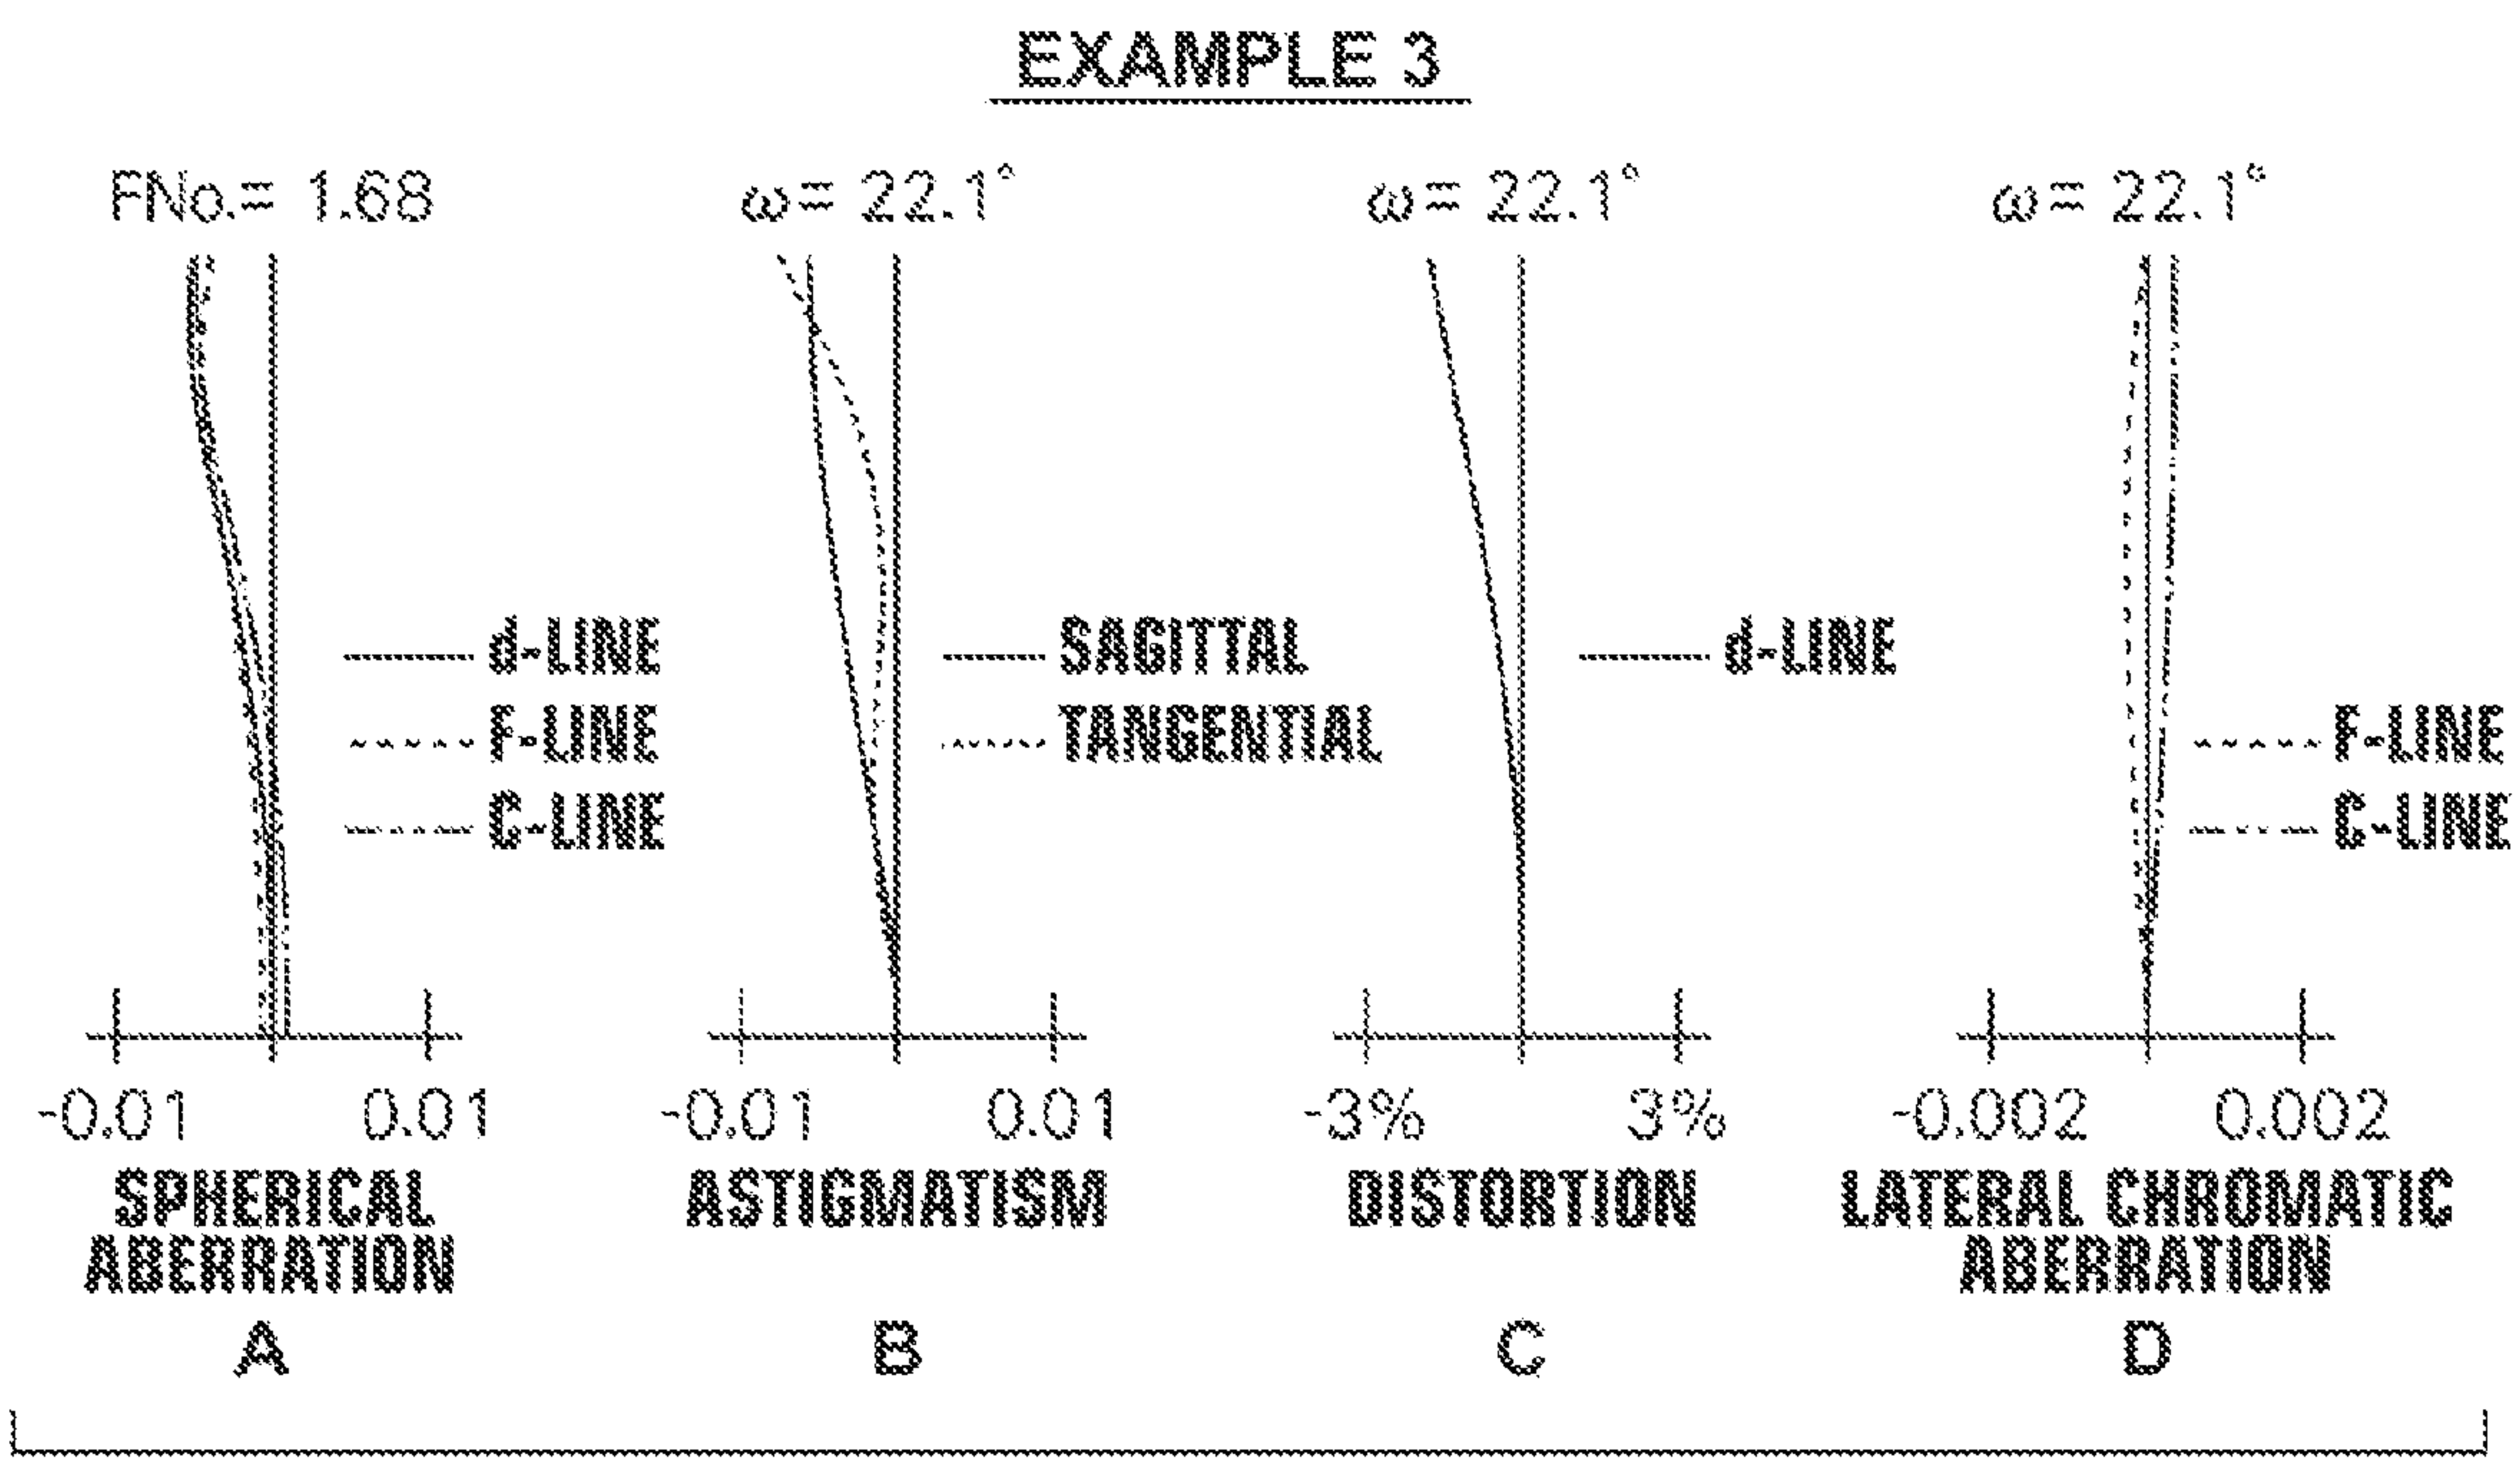 EXAMPLE 3
FNo.= 1.68
ω= 22.1°
ω= 22.1°
ω= 22.1°
d-LINE
F-LINE
C-LINE
SAGITTAL
TANGENTIAL
d-LINE
F-LINE
C-LINE
-0.01 0.01
-0.01 0.01
-3% 3%
-0.002 0.002
SPHERICAL
ABERRATION
ASTIGMATISM
DISTORTION
LATERAL CHROMATIC
ABERRATION
A
B
C
D